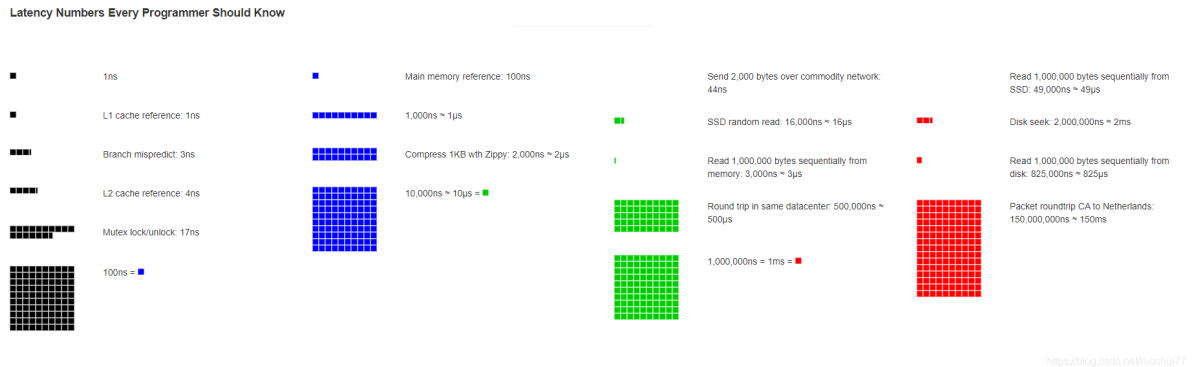 Latency Numbers Every Programmer Should Know
1ns
L1 cache reference: 1ns
Branch mispredict: 3ns
L2 cache reference: 4ns
Mutex lock/unlock: 17ns
100ns =
Main memory reference: 100ns
1,000ns ≈ 1µs
Compress 1KB wth Zippy: 2,000ns ≈ 2µs
10,000ns ≈ 10µs =
Send 2,000 bytes over commodity network:
44ns
SSD random read: 16,000ns ≈ 16µs
Read 1,000,000 bytes sequentially from
memory: 3,000ns ≈ 3µs
Round trip in same datacenter: 500,000ns ≈
500µs
1,000,000ns = 1ms =
Read 1,000,000 bytes sequentially from
SSD: 49,000ns ≈ 49µs
Disk seek: 2,000,000ns ≈ 2ms
Read 1,000,000 bytes sequentially from
disk: 825,000ns ≈ 825µs
Packet roundtrip CA to Netherlands:
150,000,000ns ≈ 150ms
https://blog.csdn.net/ruoshui77